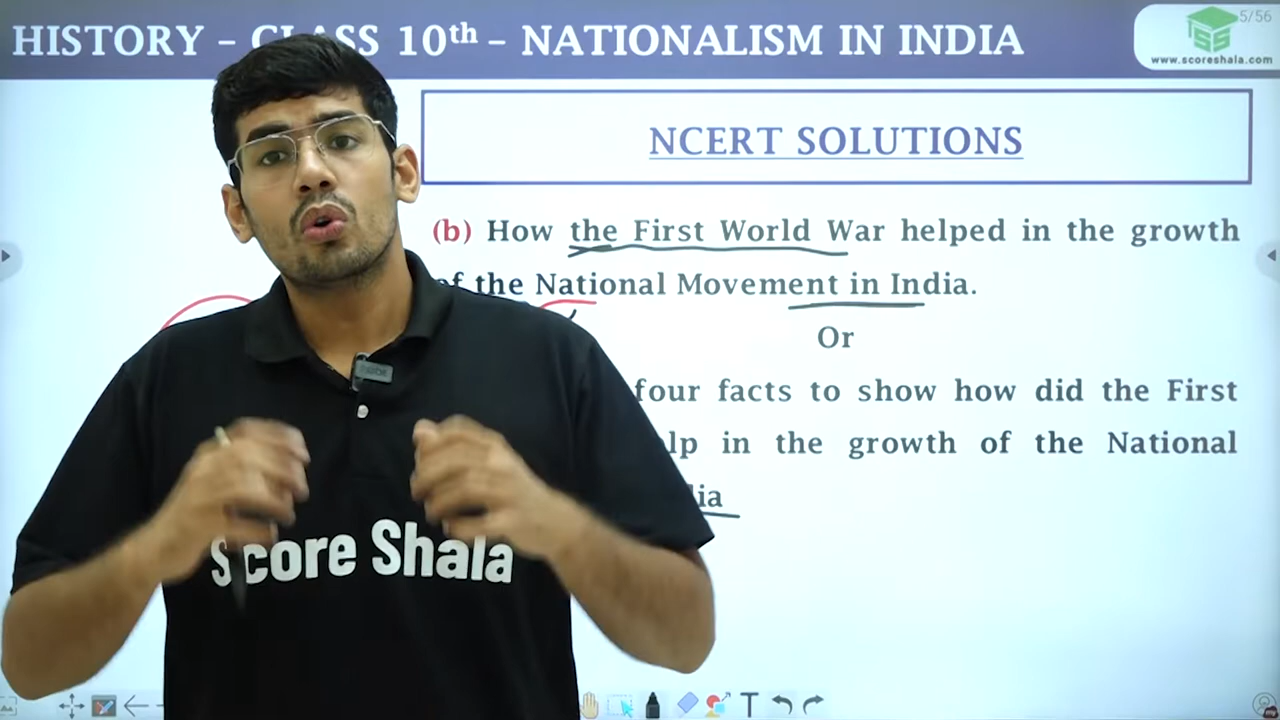 HISTORY – CLASS 10th – NATIONALISM IN INDIA
5/56
www.scoreshala.com
NCERT SOLUTIONS
(b) How the First World War helped in the growth
of the National Movement in India.
Or
four facts to show how did the First
in the growth of the National
Score Shala